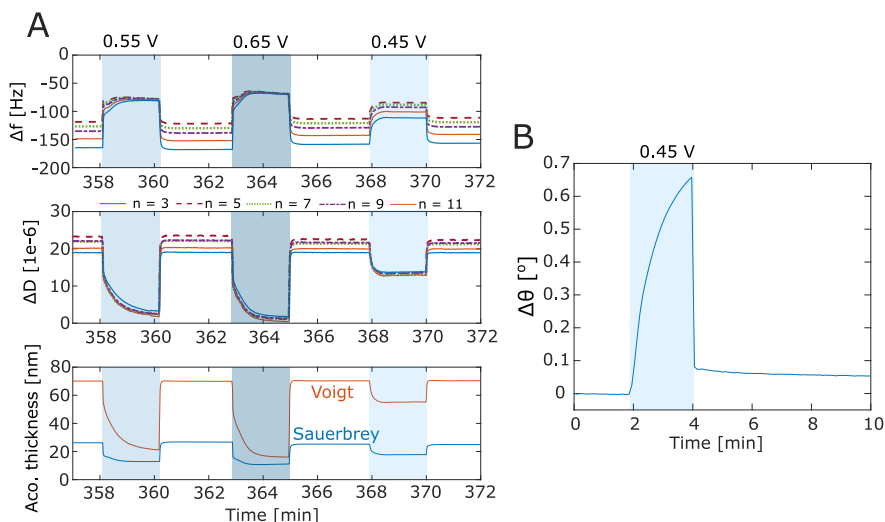 A
0.55 V 0.65 V 0.45 V
0
-50
-100
-150
-200
Δf [Hz]
358 360 362 364 366 368 370 372
n = 3 n = 5 n = 7 n = 9 n = 11
30
20
10
0
ΔD [1e-6]
358 360 362 364 366 368 370 372
80
60
40
20
0
Aco. thickness [nm]
Voigt
Sauerbrey
358 360 362 364 366 368 370 372
Time [min]
B
0.45 V
0.7
0.6
0.5
0.4
0.3
0.2
0.1
0
Δθ [º]
0 2 4 6 8 10
Time [min]